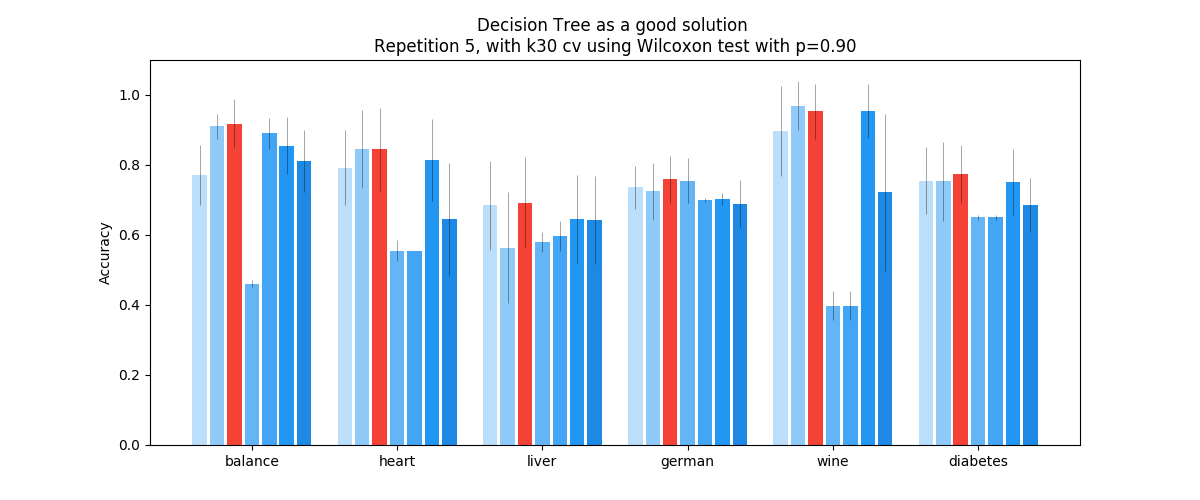 Decision Tree as a good solution
Repetition 5, with k30 cv using Wilcoxon test with p=0.90
Accuracy
1.0
0.8
0.6
0.4
0.2
0.0
balance heart liver german wine diabetes